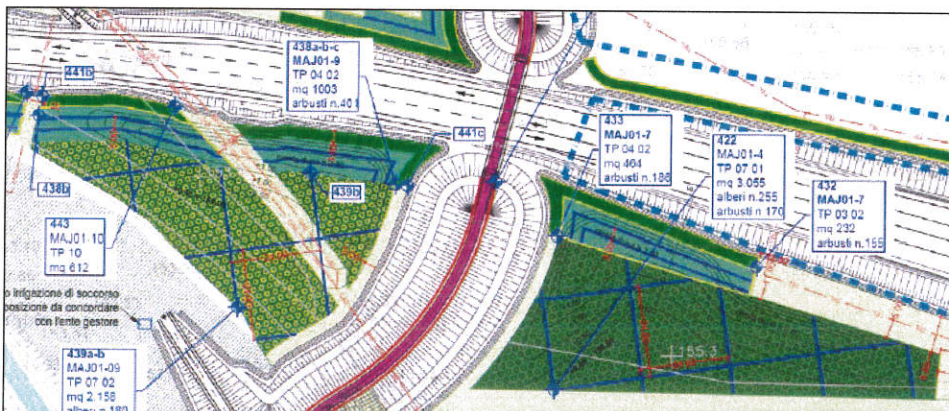 441b
438a-b-c
MAJ01-9
TP 04 02
mq 1003
arbusti n.401
441c
433
MAJ01-7
TP 04 02
mq 464
arbusti n.186
422
MAJ01-4
TP 07 01
mq 3.055
alberi n.255
arbusti n.170
432
MAJ01-7
TP 03 02
mq 232
arbusti n.155
438b
439b
443
MAJ01-10
TP 10
mq 612
o irrigazione di soccorso
posizione da concordare
con l'ente gestore
155.3
439a-b
MAJ01-09
TP 07 02
mq 2.158
alberi n.180